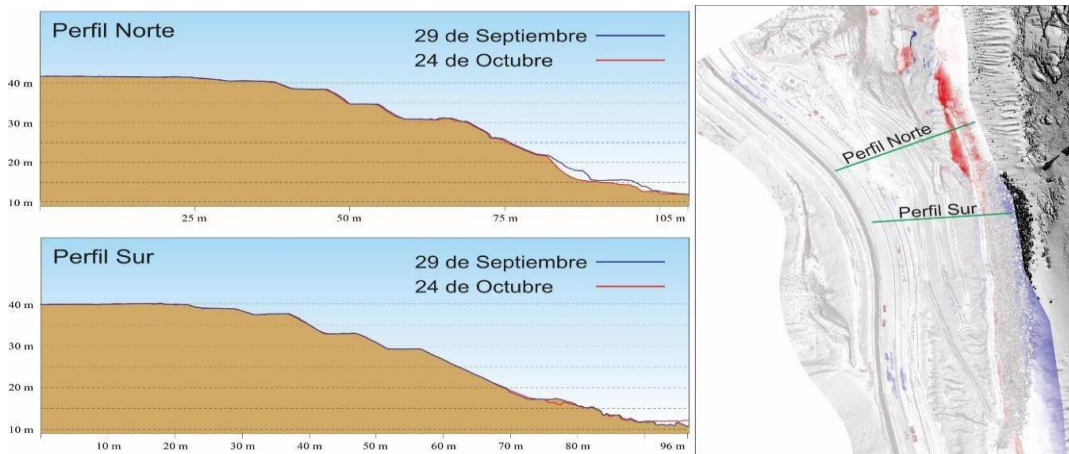 Perfil Norte
29 de Septiembre
24 de Octubre
40 m
30 m
20 m
10 m
25 m
50 m
75 m
105 m
Perfil Sur
29 de Septiembre
24 de Octubre
40 m
30 m
20 m
10 m
10 m
20 m
30 m
40 m
50 m
60 m
70 m
80 m
96 m
Perfil Norte
Perfil Sur